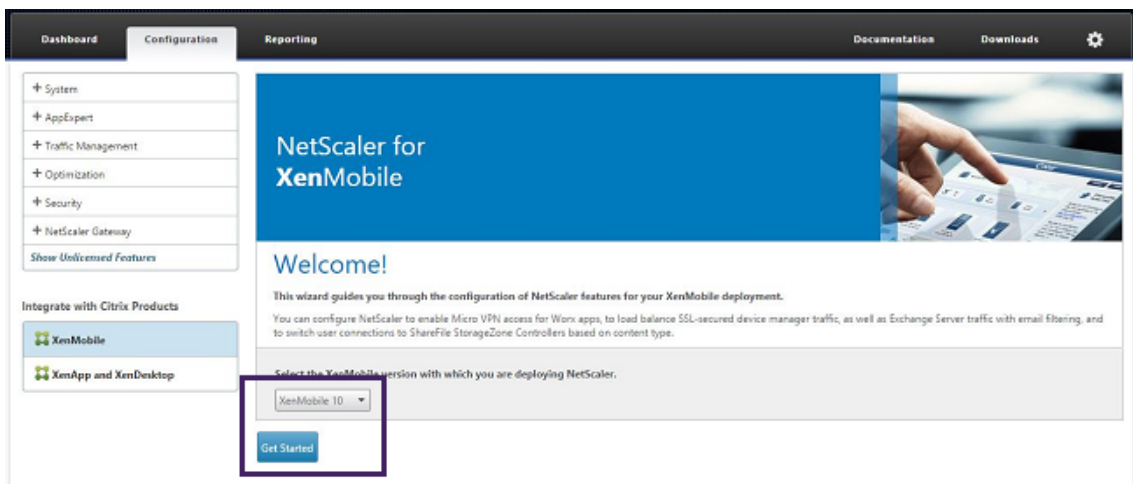 Dashboard
Configuration
Reporting
Documentation
Downloads
+ System
+ AppExpert
+ Traffic Management
+ Optimization
+ Security
+ NetScaler Gateway
Show Unlicensed Features
Integrate with Citrix Products
XenMobile
XenApp and XenDesktop
NetScaler for
XenMobile
Welcome!
This wizard guides you through the configuration of NetScaler features for your XenMobile deployment.
You can configure NetScaler to enable Micro VPN access for Worx apps, to load balance SSL-secured device manager traffic, as well as Exchange Server traffic with email filtering, and
to switch user connections to ShareFile StorageZone Controllers based on content type.
Select the XenMobile version with which you are deploying NetScaler.
XenMobile 10
Get Started